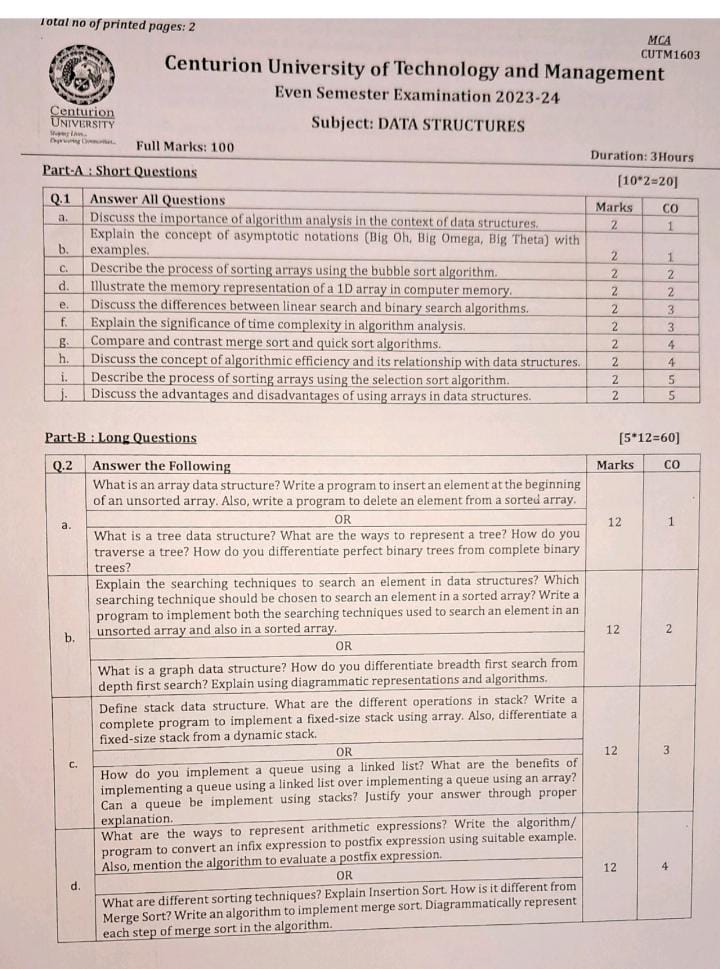 Total no of printed pages: 2
MCA
CUTM1603
Centurion University of Technology and Management
Even Semester Examination 2023-24
Subject: DATA STRUCTURES
Centurion
UNIVERSITY
Shaping Lives...
Empowering Communities...
Full Marks: 100
Duration: 3Hours
Part-A : Short Questions
[10*2=20]
Q.1 Answer All Questions Marks CO
a. Discuss the importance of algorithm analysis in the context of data structures. 2 1
Explain the concept of asymptotic notations (Big Oh, Big Omega, Big Theta) with
b. examples. 2 1
c. Describe the process of sorting arrays using the bubble sort algorithm. 2 2
d. Illustrate the memory representation of a 1D array in computer memory. 2 2
e. Discuss the differences between linear search and binary search algorithms. 2 3
f. Explain the significance of time complexity in algorithm analysis. 2 3
g. Compare and contrast merge sort and quick sort algorithms. 2 4
h. Discuss the concept of algorithmic efficiency and its relationship with data structures. 2 4
i. Describe the process of sorting arrays using the selection sort algorithm. 2 5
j. Discuss the advantages and disadvantages of using arrays in data structures. 2 5
Part-B : Long Questions
[5*12=60]
Q.2 Answer the Following Marks CO
What is an array data structure? Write a program to insert an element at the beginning
of an unsorted array. Also, write a program to delete an element from a sorted array.
OR
a. 12 1
What is a tree data structure? What are the ways to represent a tree? How do you
traverse a tree? How do you differentiate perfect binary trees from complete binary
trees?
Explain the searching techniques to search an element in data structures? Which
searching technique should be chosen to search an element in a sorted array? Write a
program to implement both the searching techniques used to search an element in an
unsorted array and also in a sorted array.
b. 12 2
OR
What is a graph data structure? How do you differentiate breadth first search from
depth first search? Explain using diagrammatic representations and algorithms.
Define stack data structure. What are the different operations in stack? Write a
complete program to implement a fixed-size stack using array. Also, differentiate a
fixed-size stack from a dynamic stack.
OR
c. 12 3
How do you implement a queue using a linked list? What are the benefits of
implementing a queue using a linked list over implementing a queue using an array?
Can a queue be implement using stacks? Justify your answer through proper
explanation.
What are the ways to represent arithmetic expressions? Write the algorithm/
program to convert an infix expression to postfix expression using suitable example.
Also, mention the algorithm to evaluate a postfix expression.
OR
d. 12 4
What are different sorting techniques? Explain Insertion Sort. How is it different from
Merge Sort? Write an algorithm to implement merge sort. Diagrammatically represent
each step of merge sort in the algorithm.